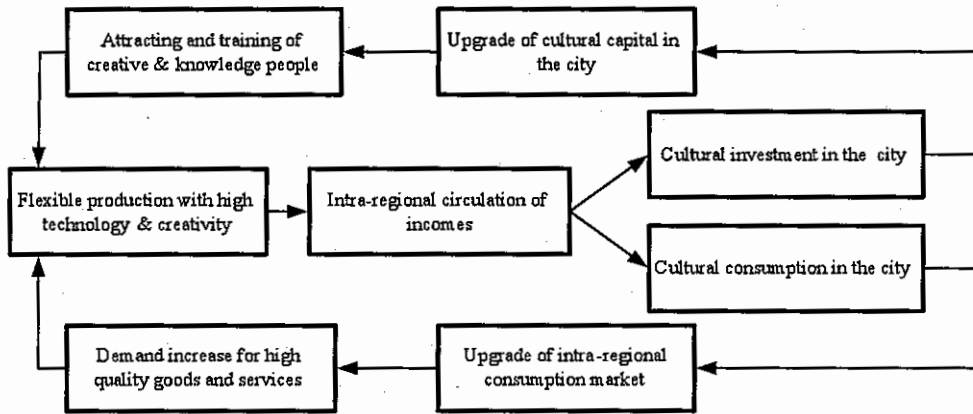 Attracting and training of
creative & knowledge people
Upgrade of cultural capital in
the city
Cultural investment in the city
Flexible production with high
technology & creativity
Intra-regional circulation of
incomes
Cultural consumption in the city
Demand increase for high
quality goods and services
Upgrade of intra-regional
consumption market